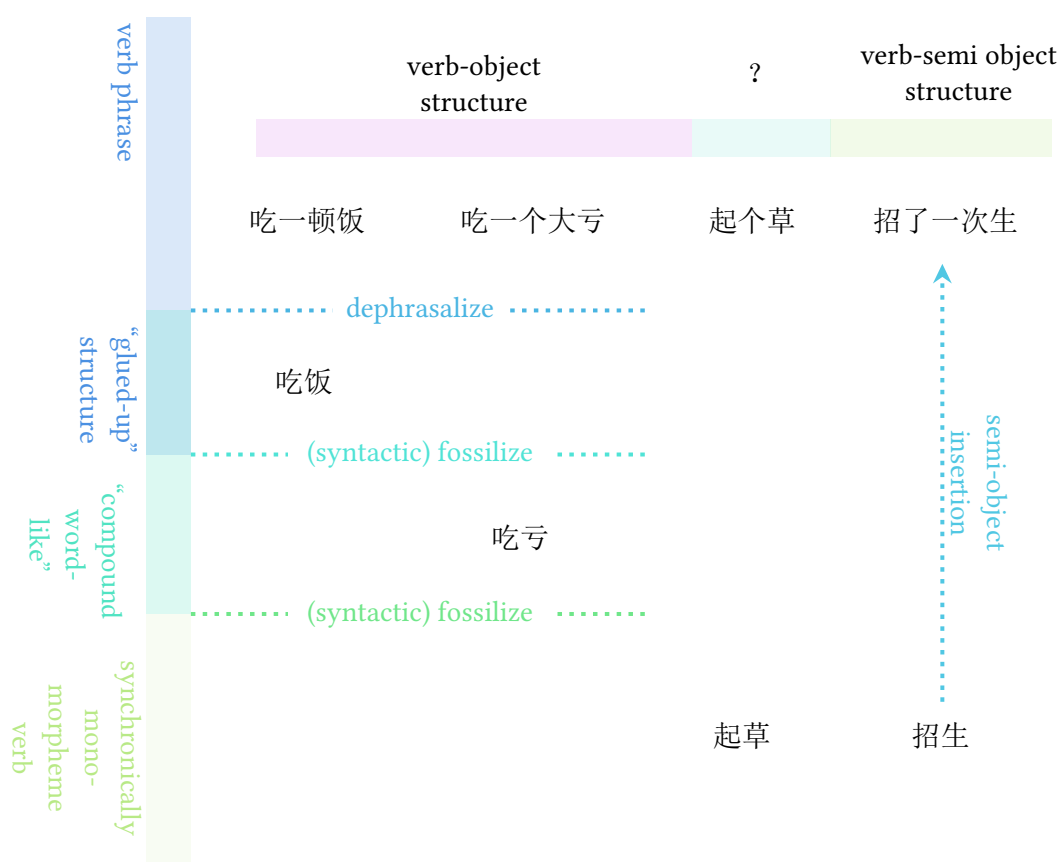 verb phrase
verb-object
structure
?
verb-semi object
structure
吃一顿饭
吃一个大亏
起个草
招了一次生
dephrasalize
“glued-up”
structure
吃饭
(syntactic) fossilize
semi-object
insertion
“compound
word-
like”
吃亏
(syntactic) fossilize
synchronically
mono-
morpheme
verb
起草
招生